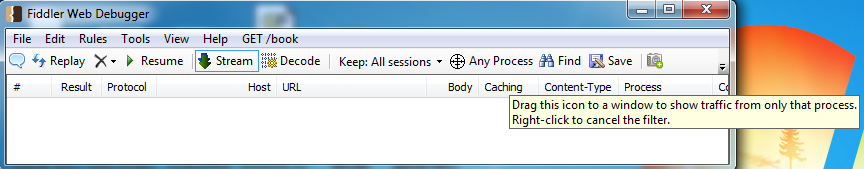 Fiddler Web Debugger
File Edit Rules Tools View Help GET /book
Replay Resume Stream Decode Keep: All sessions Any Process Find Save
# Result Protocol Host URL Body Caching Content-Type Process Co
Drag this icon to a window to show traffic from only that process.
Right-click to cancel the filter.